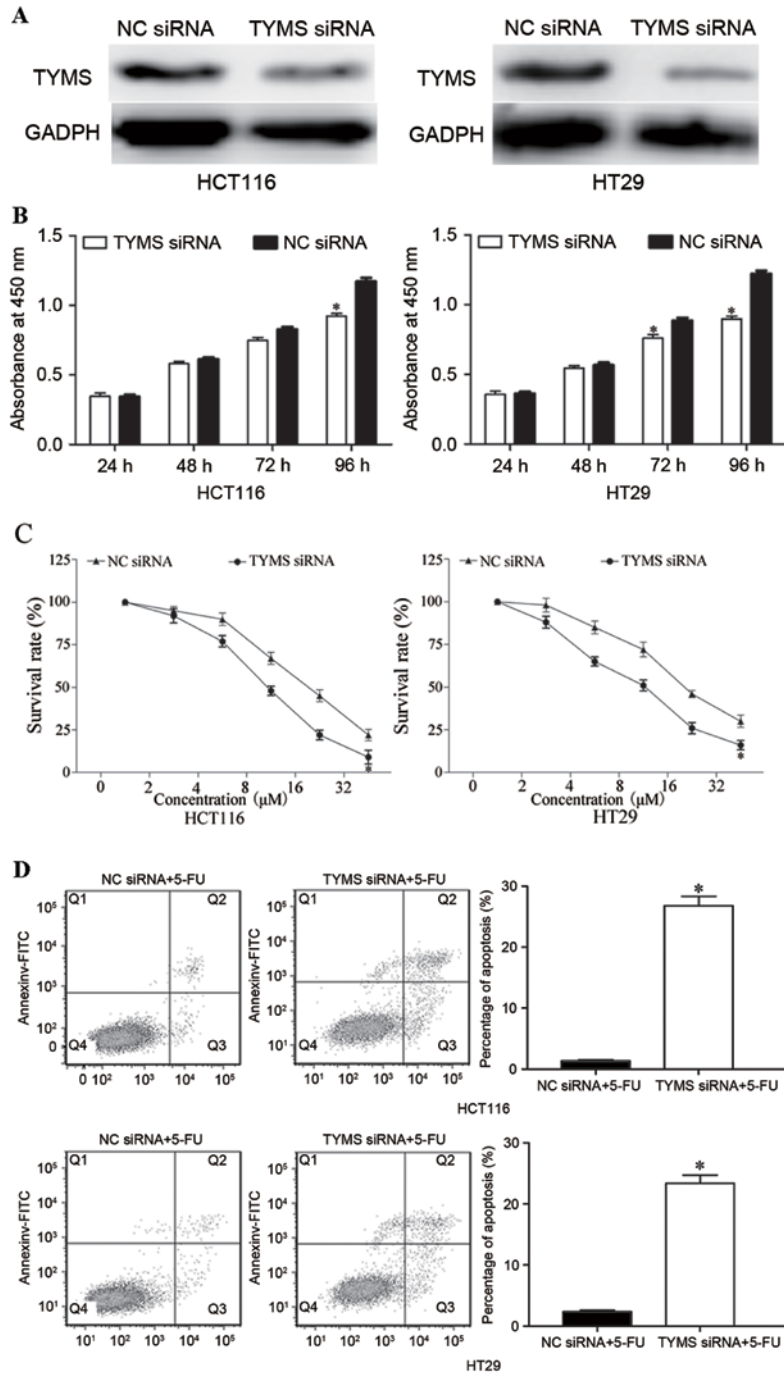 A
NC siRNA TYMS siRNA NC siRNA TYMS siRNA
TYMS TYMS
GADPH GADPH
HCT116 HT29
B
1.5 TYMS siRNA NC siRNA 1.5 TYMS siRNA NC siRNA
Absorbance at 450 nm Absorbance at 450 nm
1.0 * 1.0 * *
0.5 0.5
0.0 0.0
24 h 48 h 72 h 96 h 24 h 48 h 72 h 96 h
HCT116 HT29
C
125 NC siRNA TYMS siRNA 125 NC siRNA TYMS siRNA
Survival rate (%) Survival rate (%)
100 100
75 75
50 50
25 25
* *
0 0
0 2 4 8 16 32 0 2 4 8 16 32
Concentration (μM) Concentration (μM)
HCT116 HT29
D
NC siRNA+5-FU TYMS siRNA+5-FU
Q1 Q2 Q1 Q2
Q4 Q3 Q4 Q3
Annexinv-FITC Annexinv-FITC
10⁵ 10⁵
10⁴ 10⁴
10³ 10³
10² 10²
0 10¹
0 10² 10³ 10⁴ 10⁵ 10¹ 10² 10³ 10⁴ 10⁵
Percentage of apoptosis (%)
30
20
10
0
*
NC siRNA+5-FU TYMS siRNA+5-FU
HCT116
NC siRNA+5-FU TYMS siRNA+5-FU
Q1 Q2 Q1 Q2
Q4 Q3 Q4 Q3
Annexinv-FITC Annexinv-FITC
10⁵ 10⁵
10⁴ 10⁴
10³ 10³
10² 10²
10¹ 10¹
10¹ 10² 10³ 10⁴ 10⁵ 10¹ 10² 10³ 10⁴ 10⁵
Percentage of apoptosis (%)
30
20
10
0
*
NC siRNA+5-FU TYMS siRNA+5-FU
HT29